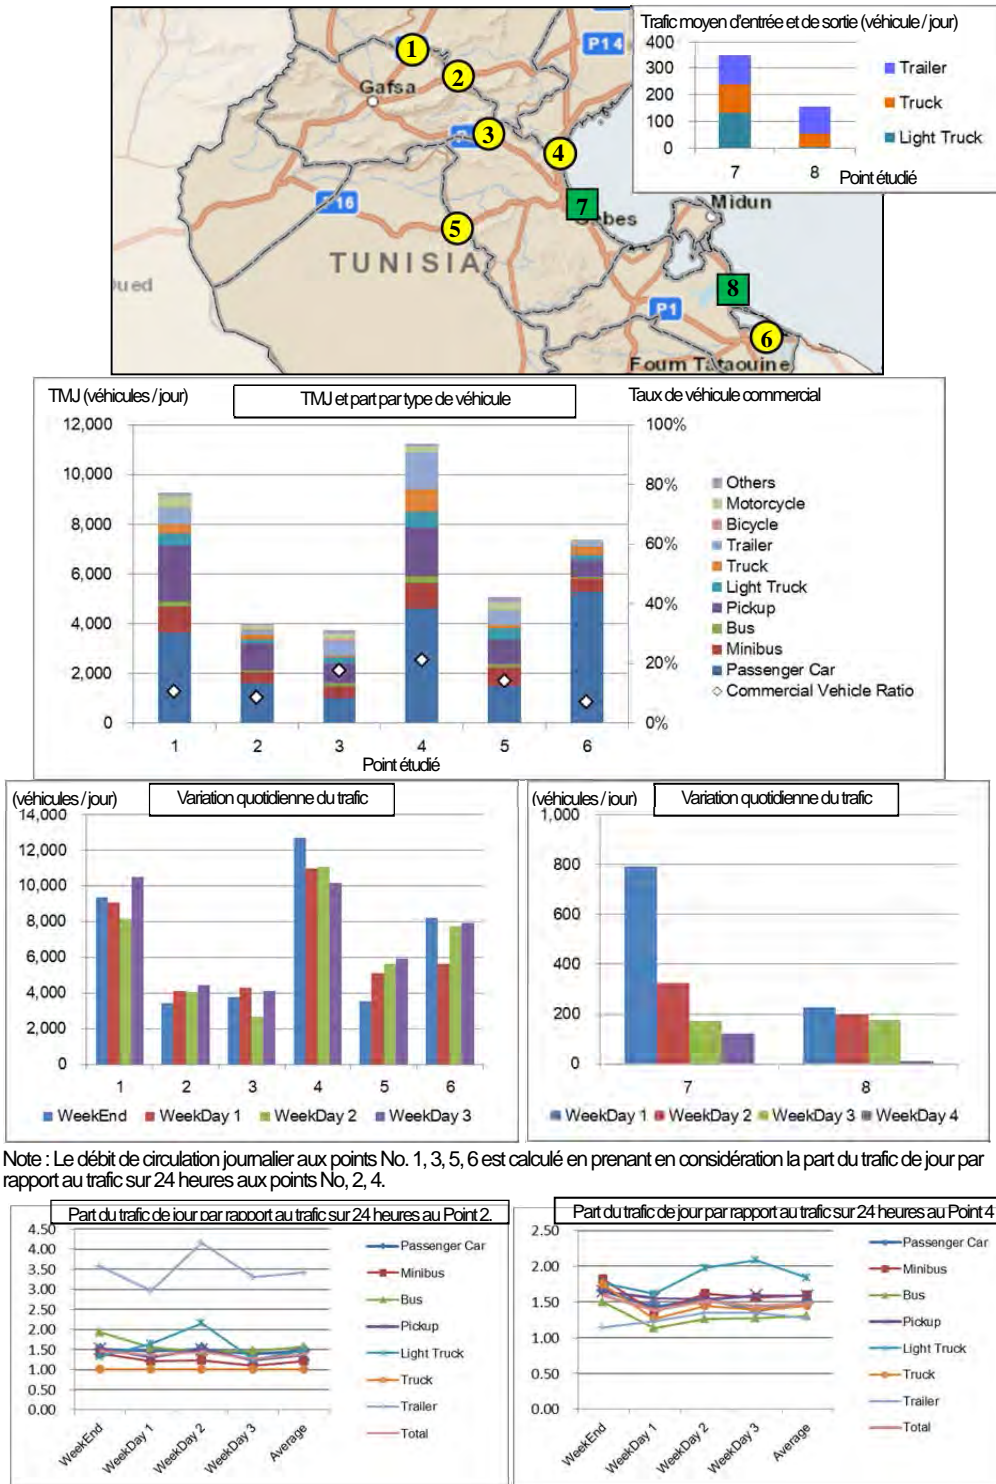 Trafic moyen d'entrée et de sortie (véhicule / jour)
400
300
200
100
0
7
8
Point étudié
Trailer
Truck
Light Truck
P14
Gafsa
P16
TUNISIA
Midun
P1
Foum Tataouine
1
2
3
4
5
6
7
8
TMJ (véhicules / jour)
TMJ et part par type de véhicule
Taux de véhicule commercial
12,000
10,000
8,000
6,000
4,000
2,000
0
100%
80%
60%
40%
20%
0%
Others
Motorcycle
Bicycle
Trailer
Truck
Light Truck
Pickup
Bus
Minibus
Passenger Car
Commercial Vehicle Ratio
1 2 3 4 5 6
Point étudié
(véhicules / jour)
Variation quotidienne du trafic
14,000
12,000
10,000
8,000
6,000
4,000
2,000
0
1 2 3 4 5 6
WeekEnd WeekDay 1 WeekDay 2 WeekDay 3
(véhicules / jour)
Variation quotidienne du trafic
1,000
800
600
400
200
0
7 8
WeekDay 1 WeekDay 2 WeekDay 3 WeekDay 4
Note : Le débit de circulation journalier aux points No. 1, 3, 5, 6 est calculé en prenant en considération la part du trafic de jour par
rapport au trafic sur 24 heures aux points No, 2, 4.
Part du trafic de jour par rapport au trafic sur 24 heures au Point 2.
4.50
4.00
3.50
3.00
2.50
2.00
1.50
1.00
0.50
0.00
WeekEnd WeekDay 1 WeekDay 2 WeekDay 3 Average
Passenger Car
Minibus
Bus
Pickup
Light Truck
Truck
Trailer
Total
Part du trafic de jour par rapport au trafic sur 24 heures au Point 4
2.50
2.00
1.50
1.00
0.50
0.00
WeekEnd WeekDay 1 WeekDay 2 WeekDay 3 Average
Passenger Car
Minibus
Bus
Pickup
Light Truck
Truck
Trailer
Total